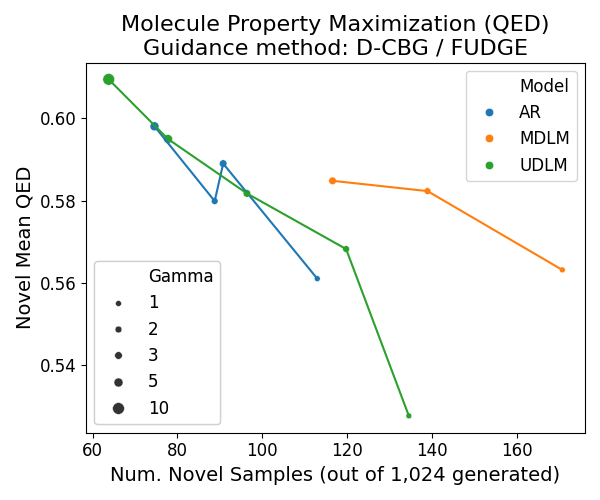 Molecule Property Maximization (QED)
Guidance method: D-CBG / FUDGE
Novel Mean QED
0.60
0.58
0.56
0.54
Model
AR
MDLM
UDLM
Gamma
1
2
3
5
10
60
80
100
120
140
160
Num. Novel Samples (out of 1,024 generated)